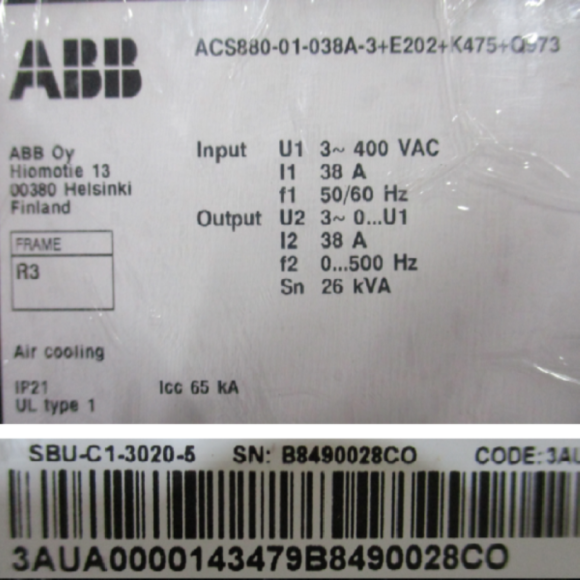 ABB
ACS880-01-038A-3+E202+K475+Q973
ABB Oy
Hiomotie 13
00380 Helsinki
Finland
FRAME
R3
Air cooling
IP21
UL type 1
Input U1 3~ 400 VAC
I1 38 A
f1 50/60 Hz
Output U2 3~ 0...U1
I2 38 A
f2 0...500 Hz
Sn 26 kVA
Icc 65 kA
SBU-C1-3020-5 SN: B8490028CO CODE:3AU
3AUA0000143479B8490028CO